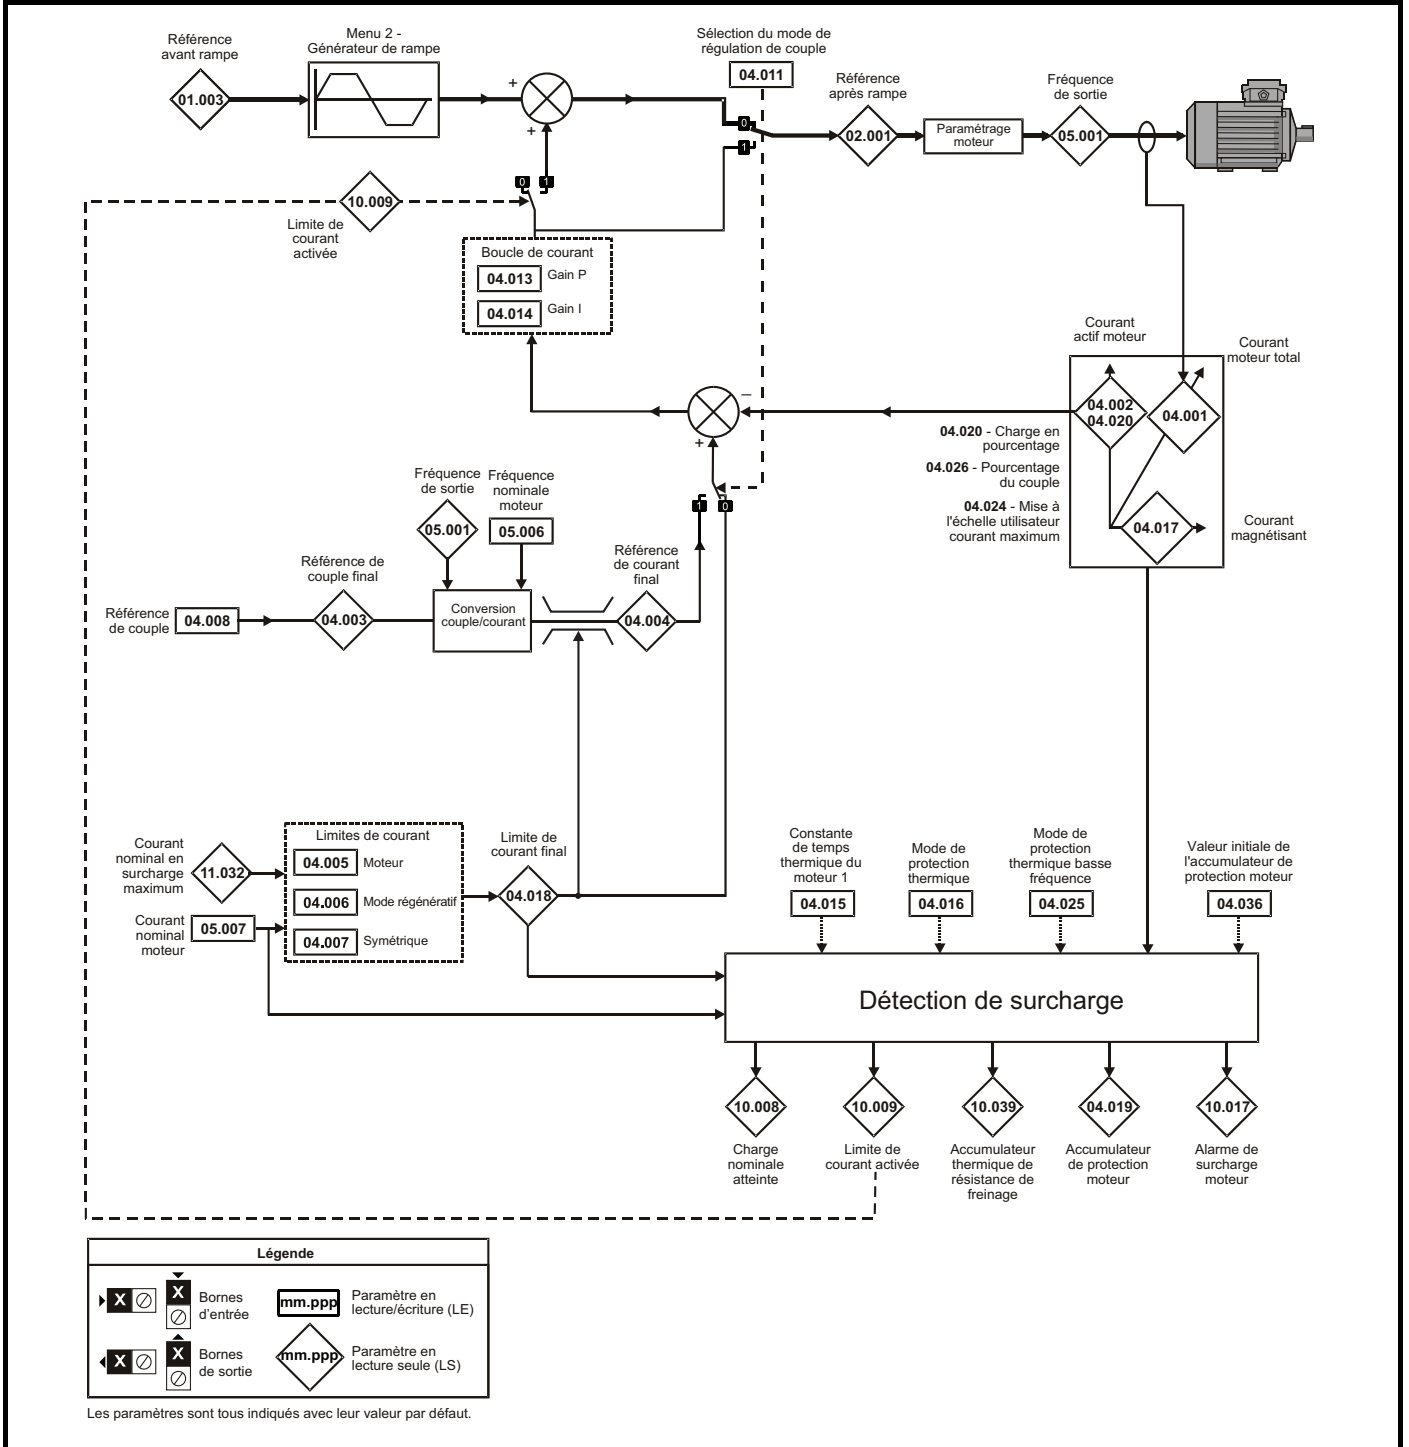 Référence
avant rampe
01.003
Menu 2 -
Générateur de rampe
+
+
Sélection du mode de
régulation de couple
04.011
0
1
Référence
après rampe
02.001
Paramétrage
moteur
Fréquence
de sortie
05.001
0
1
10.009
Limite de
courant
activée
Boucle de courant
04.013
Gain P
04.014
Gain I
Courant
actif moteur
Courant
moteur total
04.002
04.020
04.001
04.017
Courant
magnétisant
–
+
04.020 - Charge en
pourcentage
04.026 - Pourcentage
du couple
04.024 - Mise à
l'échelle utilisateur
courant maximum
1
0
Fréquence
de sortie
05.001
Fréquence
nominale
moteur
05.006
Référence
de couple
04.008
Référence de
couple final
04.003
Conversion
couple/courant
Référence
de courant
final
04.004
Courant
nominal en
surcharge
maximum
11.032
Courant
nominal
moteur
05.007
Limites de courant
04.005
Moteur
04.006
Mode régénératif
04.007
Symétrique
Limite de
courant final
04.018
Constante
de temps
thermique du
moteur 1
04.015
Mode de
protection
thermique
04.016
Mode de
protection
thermique basse
fréquence
04.025
Valeur initiale de
l'accumulateur de
protection moteur
04.036
Détection de surcharge
10.008
Charge
nominale
atteinte
10.009
Limite de
courant activée
10.039
Accumulateur
thermique de
résistance de
freinage
04.019
Accumulateur
de protection
moteur
10.017
Alarme de
surcharge
moteur
Légende
X
X
Bornes
d'entrée
mm.ppp
Paramètre en
lecture/écriture (LE)
X
X
Bornes
de sortie
mm.ppp
Paramètre en
lecture seule (LS)
Les paramètres sont tous indiqués avec leur valeur par défaut.